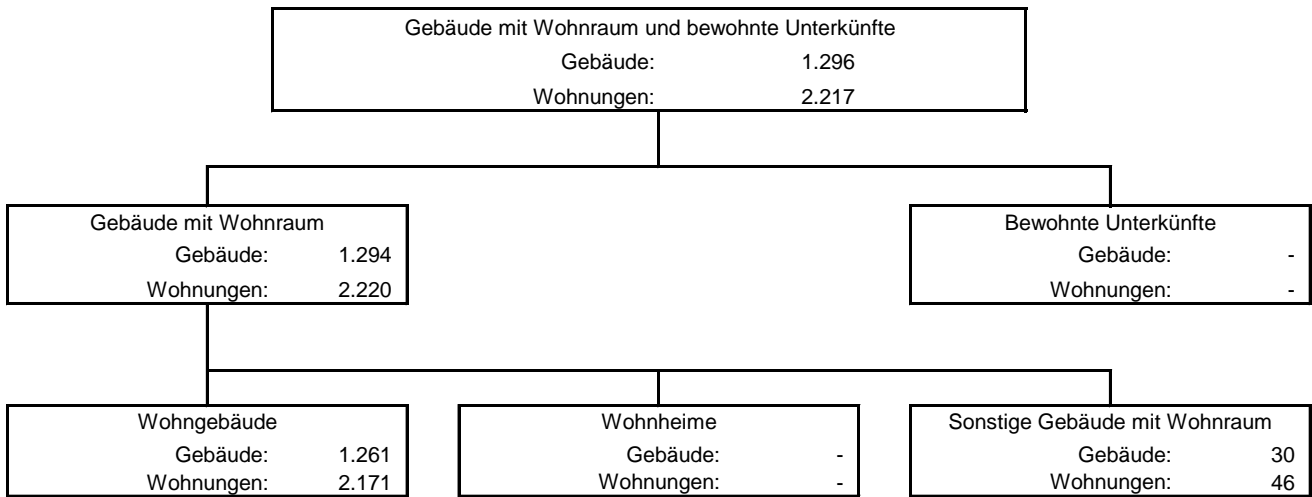 Gebäude mit Wohnraum und bewohnte Unterkünfte
Gebäude: 1.296
Wohnungen: 2.217
Gebäude mit Wohnraum
Gebäude: 1.294
Wohnungen: 2.220
Bewohnte Unterkünfte
Gebäude: -
Wohnungen: -
Wohngebäude
Gebäude: 1.261
Wohnungen: 2.171
Wohnheime
Gebäude: -
Wohnungen: -
Sonstige Gebäude mit Wohnraum
Gebäude: 30
Wohnungen: 46